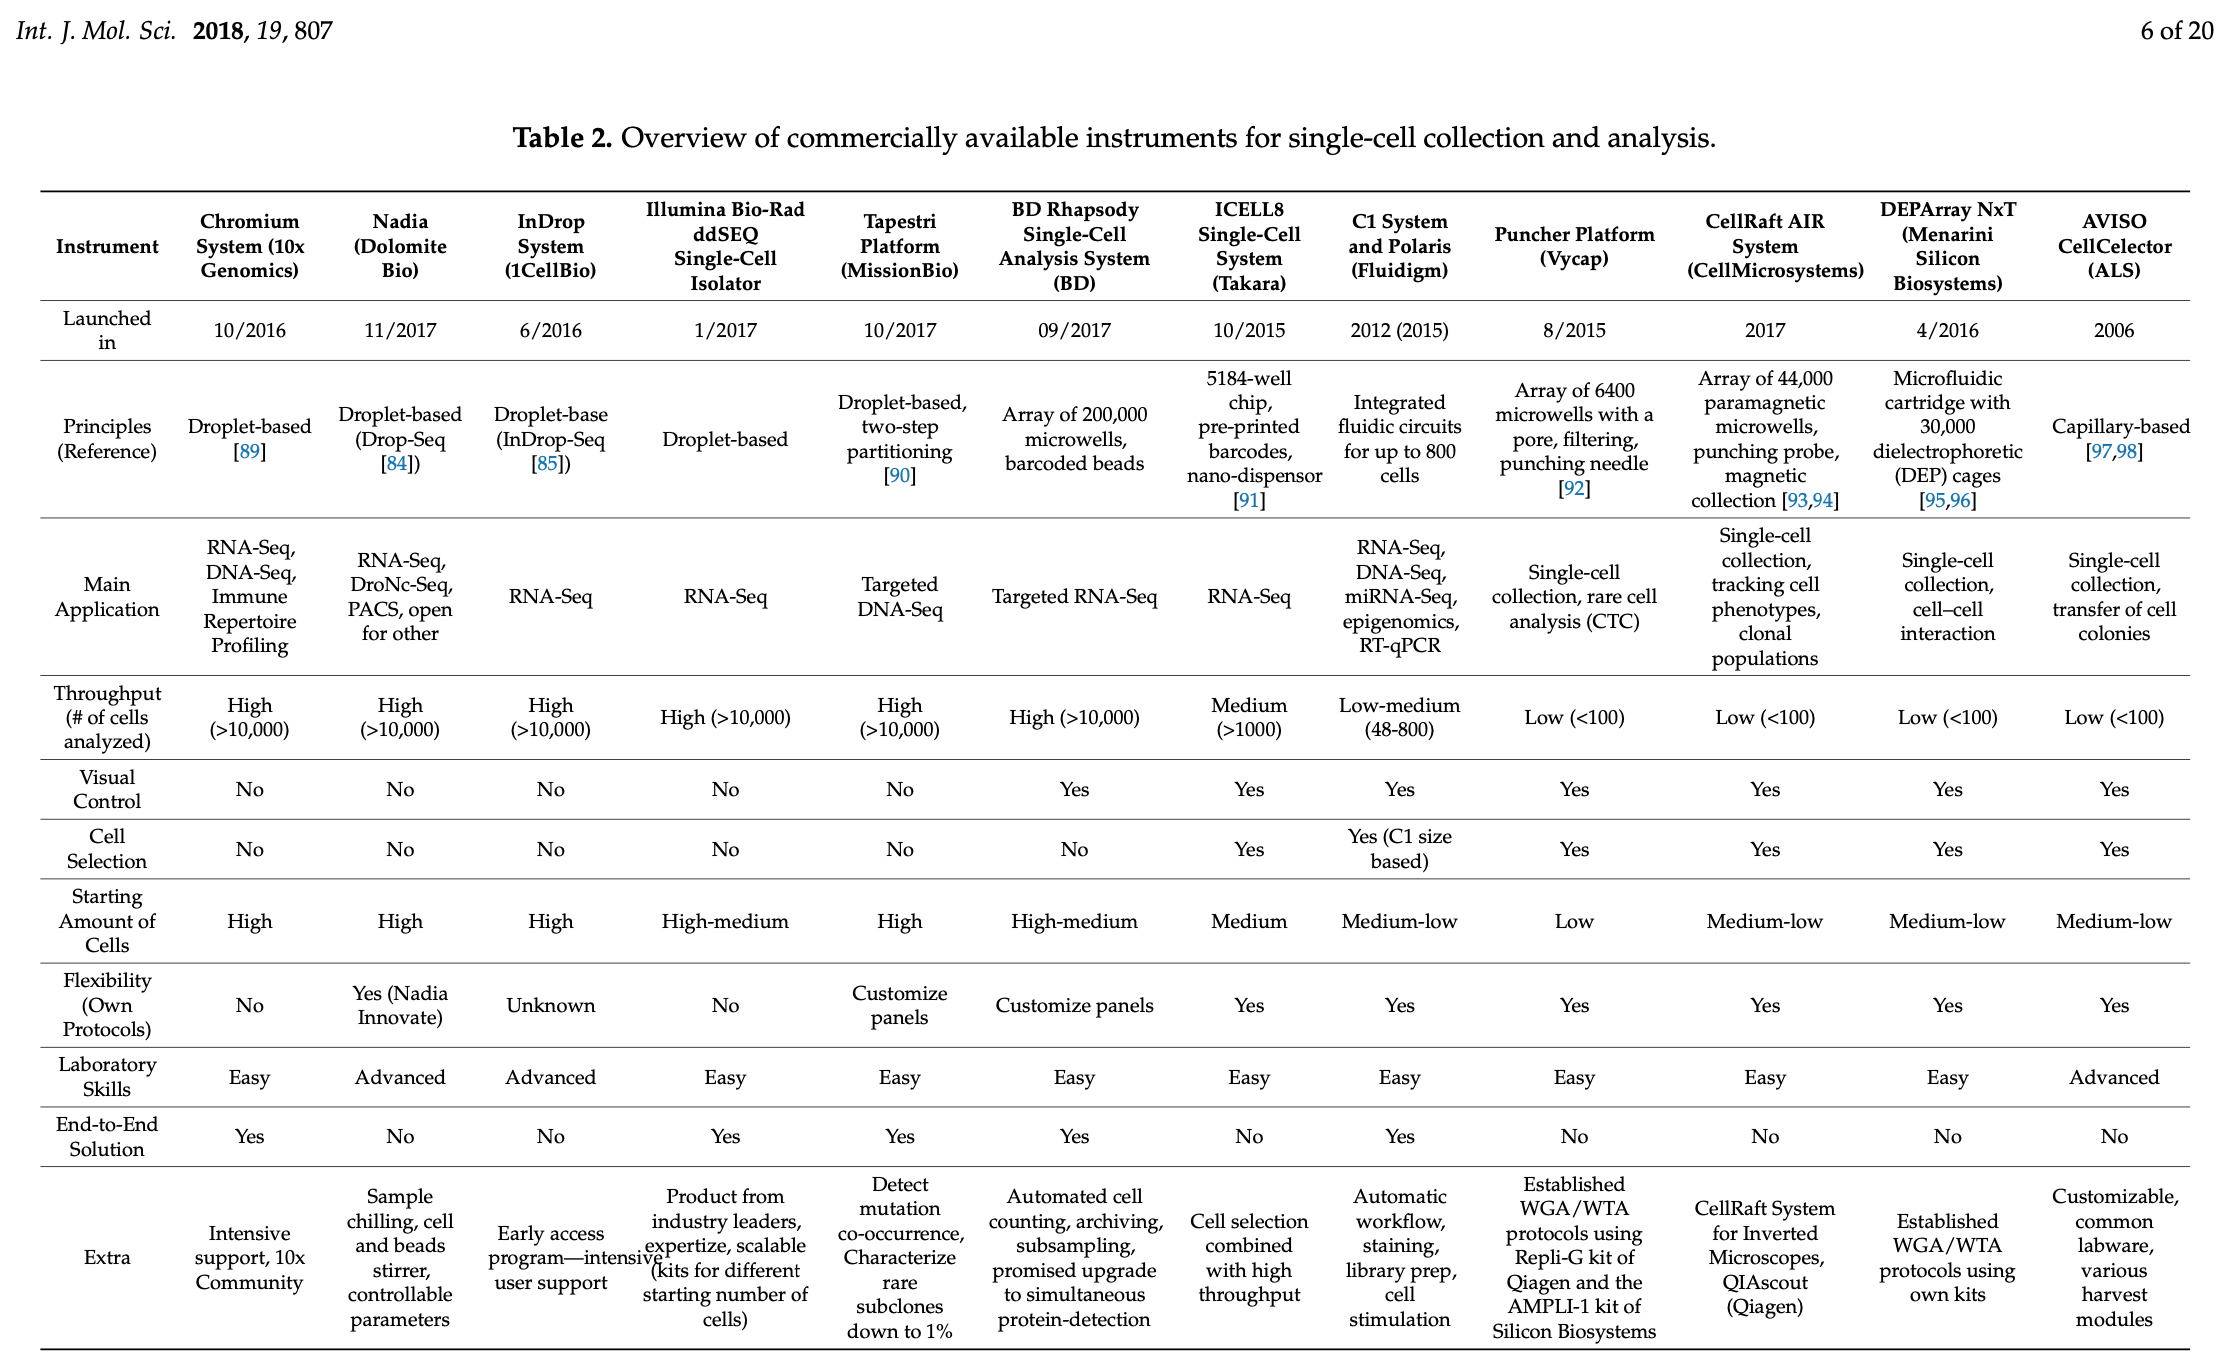 Int. J. Mol. Sci. 2018, 19, 807
6 of 20
Table 2. Overview of commercially available instruments for single-cell collection and analysis.
Instrument
Chromium
System (10x
Genomics)
Nadia
(Dolomite
Bio)
InDrop
System
(1CellBio)
Illumina Bio-Rad
ddSEQ
Single-Cell
Isolator
Tapestri
Platform
(MissionBio)
BD Rhapsody
Single-Cell
Analysis System
(BD)
ICELL8
Single-Cell
System
(Takara)
C1 System
and Polaris
(Fluidigm)
Puncher Platform
(Vycap)
CellRaft AIR
System
(CellMicrosystems)
DEPArray NxT
(Menarini
Silicon
Biosystems)
AVISO
CellCelector
(ALS)
Launched
in
10/2016
11/2017
6/2016
1/2017
10/2017
09/2017
10/2015
2012 (2015)
8/2015
2017
4/2016
2006
Principles
(Reference)
Droplet-based
[89]
Droplet-based
(Drop-Seq
[84])
Droplet-base
(InDrop-Seq
[85])
Droplet-based
Droplet-based,
two-step
partitioning
[90]
Array of 200,000
microwells,
barcoded beads
5184-well
chip,
pre-printed
barcodes,
nano-dispensor
[91]
Integrated
fluidic circuits
for up to 800
cells
Array of 6400
microwells with a
pore, filtering,
punching needle
[92]
Array of 44,000
paramagnetic
microwells,
punching probe,
magnetic
collection [93,94]
Microfluidic
cartridge with
30,000
dielectrophoretic
(DEP) cages
[95,96]
Capillary-based
[97,98]
Main
Application
RNA-Seq,
DNA-Seq,
Immune
Repertoire
Profiling
RNA-Seq,
DroNc-Seq,
PACS, open
for other
RNA-Seq
RNA-Seq
Targeted
DNA-Seq
Targeted RNA-Seq
RNA-Seq
RNA-Seq,
DNA-Seq,
miRNA-Seq,
epigenomics,
RT-qPCR
Single-cell
collection, rare cell
analysis (CTC)
Single-cell
collection,
tracking cell
phenotypes,
clonal
populations
Single-cell
collection,
cell–cell
interaction
Single-cell
collection,
transfer of cell
colonies
Throughput
(# of cells
analyzed)
High
(>10,000)
High
(>10,000)
High
(>10,000)
High (>10,000)
High
(>10,000)
High (>10,000)
Medium
(>1000)
Low-medium
(48-800)
Low (<100)
Low (<100)
Low (<100)
Low (<100)
Visual
Control
No
No
No
No
No
Yes
Yes
Yes
Yes
Yes
Yes
Yes
Cell
Selection
No
No
No
No
No
No
Yes
Yes (C1 size
based)
Yes
Yes
Yes
Yes
Starting
Amount of
Cells
High
High
High
High-medium
High
High-medium
Medium
Medium-low
Low
Medium-low
Medium-low
Medium-low
Flexibility
(Own
Protocols)
No
Yes (Nadia
Innovate)
Unknown
No
Customize
panels
Customize panels
Yes
Yes
Yes
Yes
Yes
Yes
Laboratory
Skills
Easy
Advanced
Advanced
Easy
Easy
Easy
Easy
Easy
Easy
Easy
Easy
Advanced
End-to-End
Solution
Yes
No
No
Yes
Yes
Yes
No
Yes
No
No
No
No
Extra
Intensive
support, 10x
Community
Sample
chilling, cell
and beads
stirrer,
controllable
parameters
Early access
program—intensive
user support
Product from
industry leaders,
expertize, scalable
(kits for different
starting number of
cells)
Detect
mutation
co-occurrence,
Characterize
rare
subclones
down to 1%
Automated cell
counting, archiving,
subsampling,
promised upgrade
to simultaneous
protein-detection
Cell selection
combined
with high
throughput
Automatic
workflow,
staining,
library prep,
cell
stimulation
Established
WGA/WTA
protocols using
Repli-G kit of
Qiagen and the
AMPLI-1 kit of
Silicon Biosystems
CellRaft System
for Inverted
Microscopes,
QIAscout
(Qiagen)
Established
WGA/WTA
protocols using
own kits
Customizable,
common
labware,
various
harvest
modules